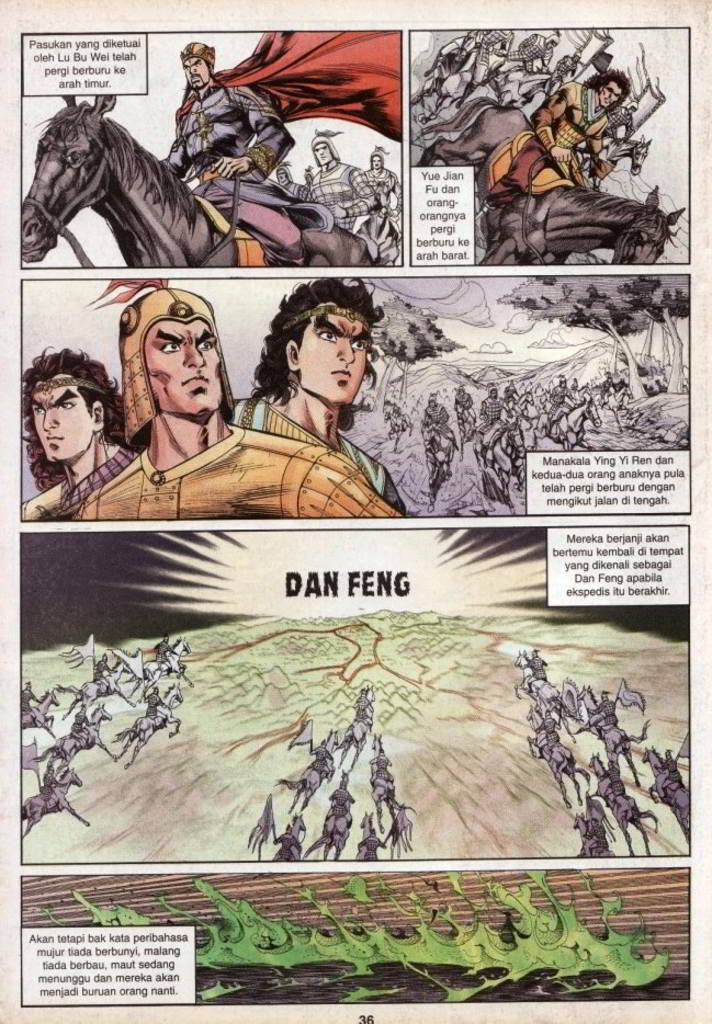 Pasukan yang diketuai
oleh Lu Bu Wei telah
pergi berburu ke
arah timur.
Yue Jian
Fu dan
orang-
orangnya
pergi
berburu ke
arah barat.
Manakala Ying Yi Ren dan
kedua-dua orang anaknya pula
telah pergi berburu dengan
mengikut jalan di tengah.
Mereka berjanji akan
bertemu kembali di tempat
yang dikenali sebagai
Dan Feng apabila
ekspedis itu berakhir.
DAN FENG
Akan tetapi bak kata peribahasa
mujur tiada berbunyi, malang
tiada berbau, maut sedang
menunggu dan mereka akan
menjadi buruan orang nanti.
36